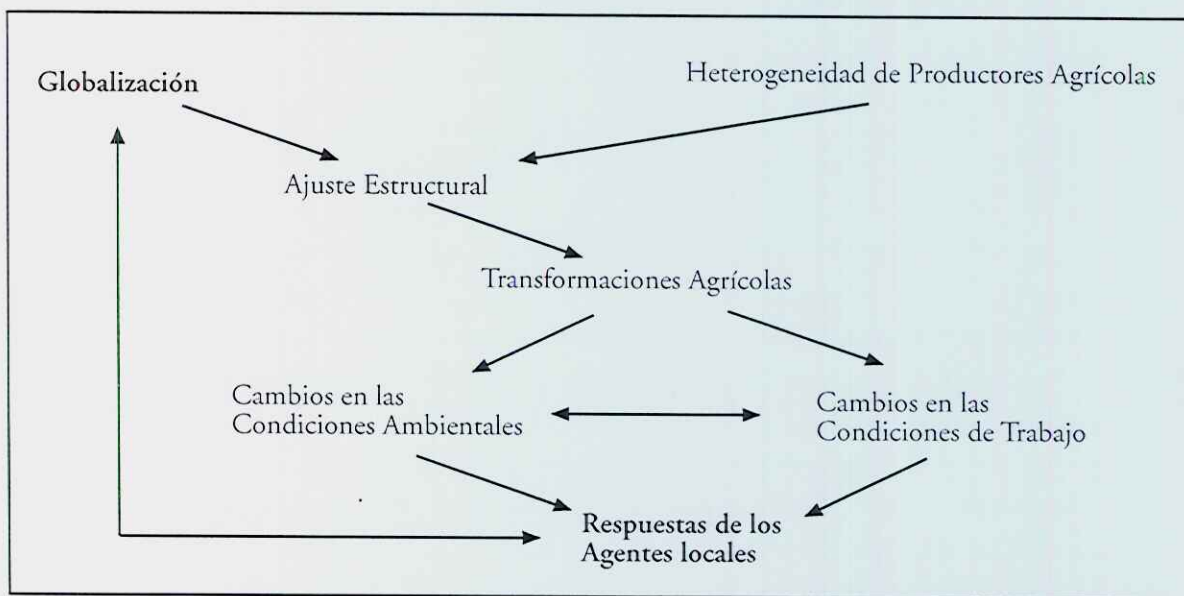 Globalización
Heterogeneidad de Productores Agrícolas
Ajuste Estructural
Transformaciones Agrícolas
Cambios en las
Condiciones Ambientales
Cambios en las
Condiciones de Trabajo
Respuestas de los
Agentes locales